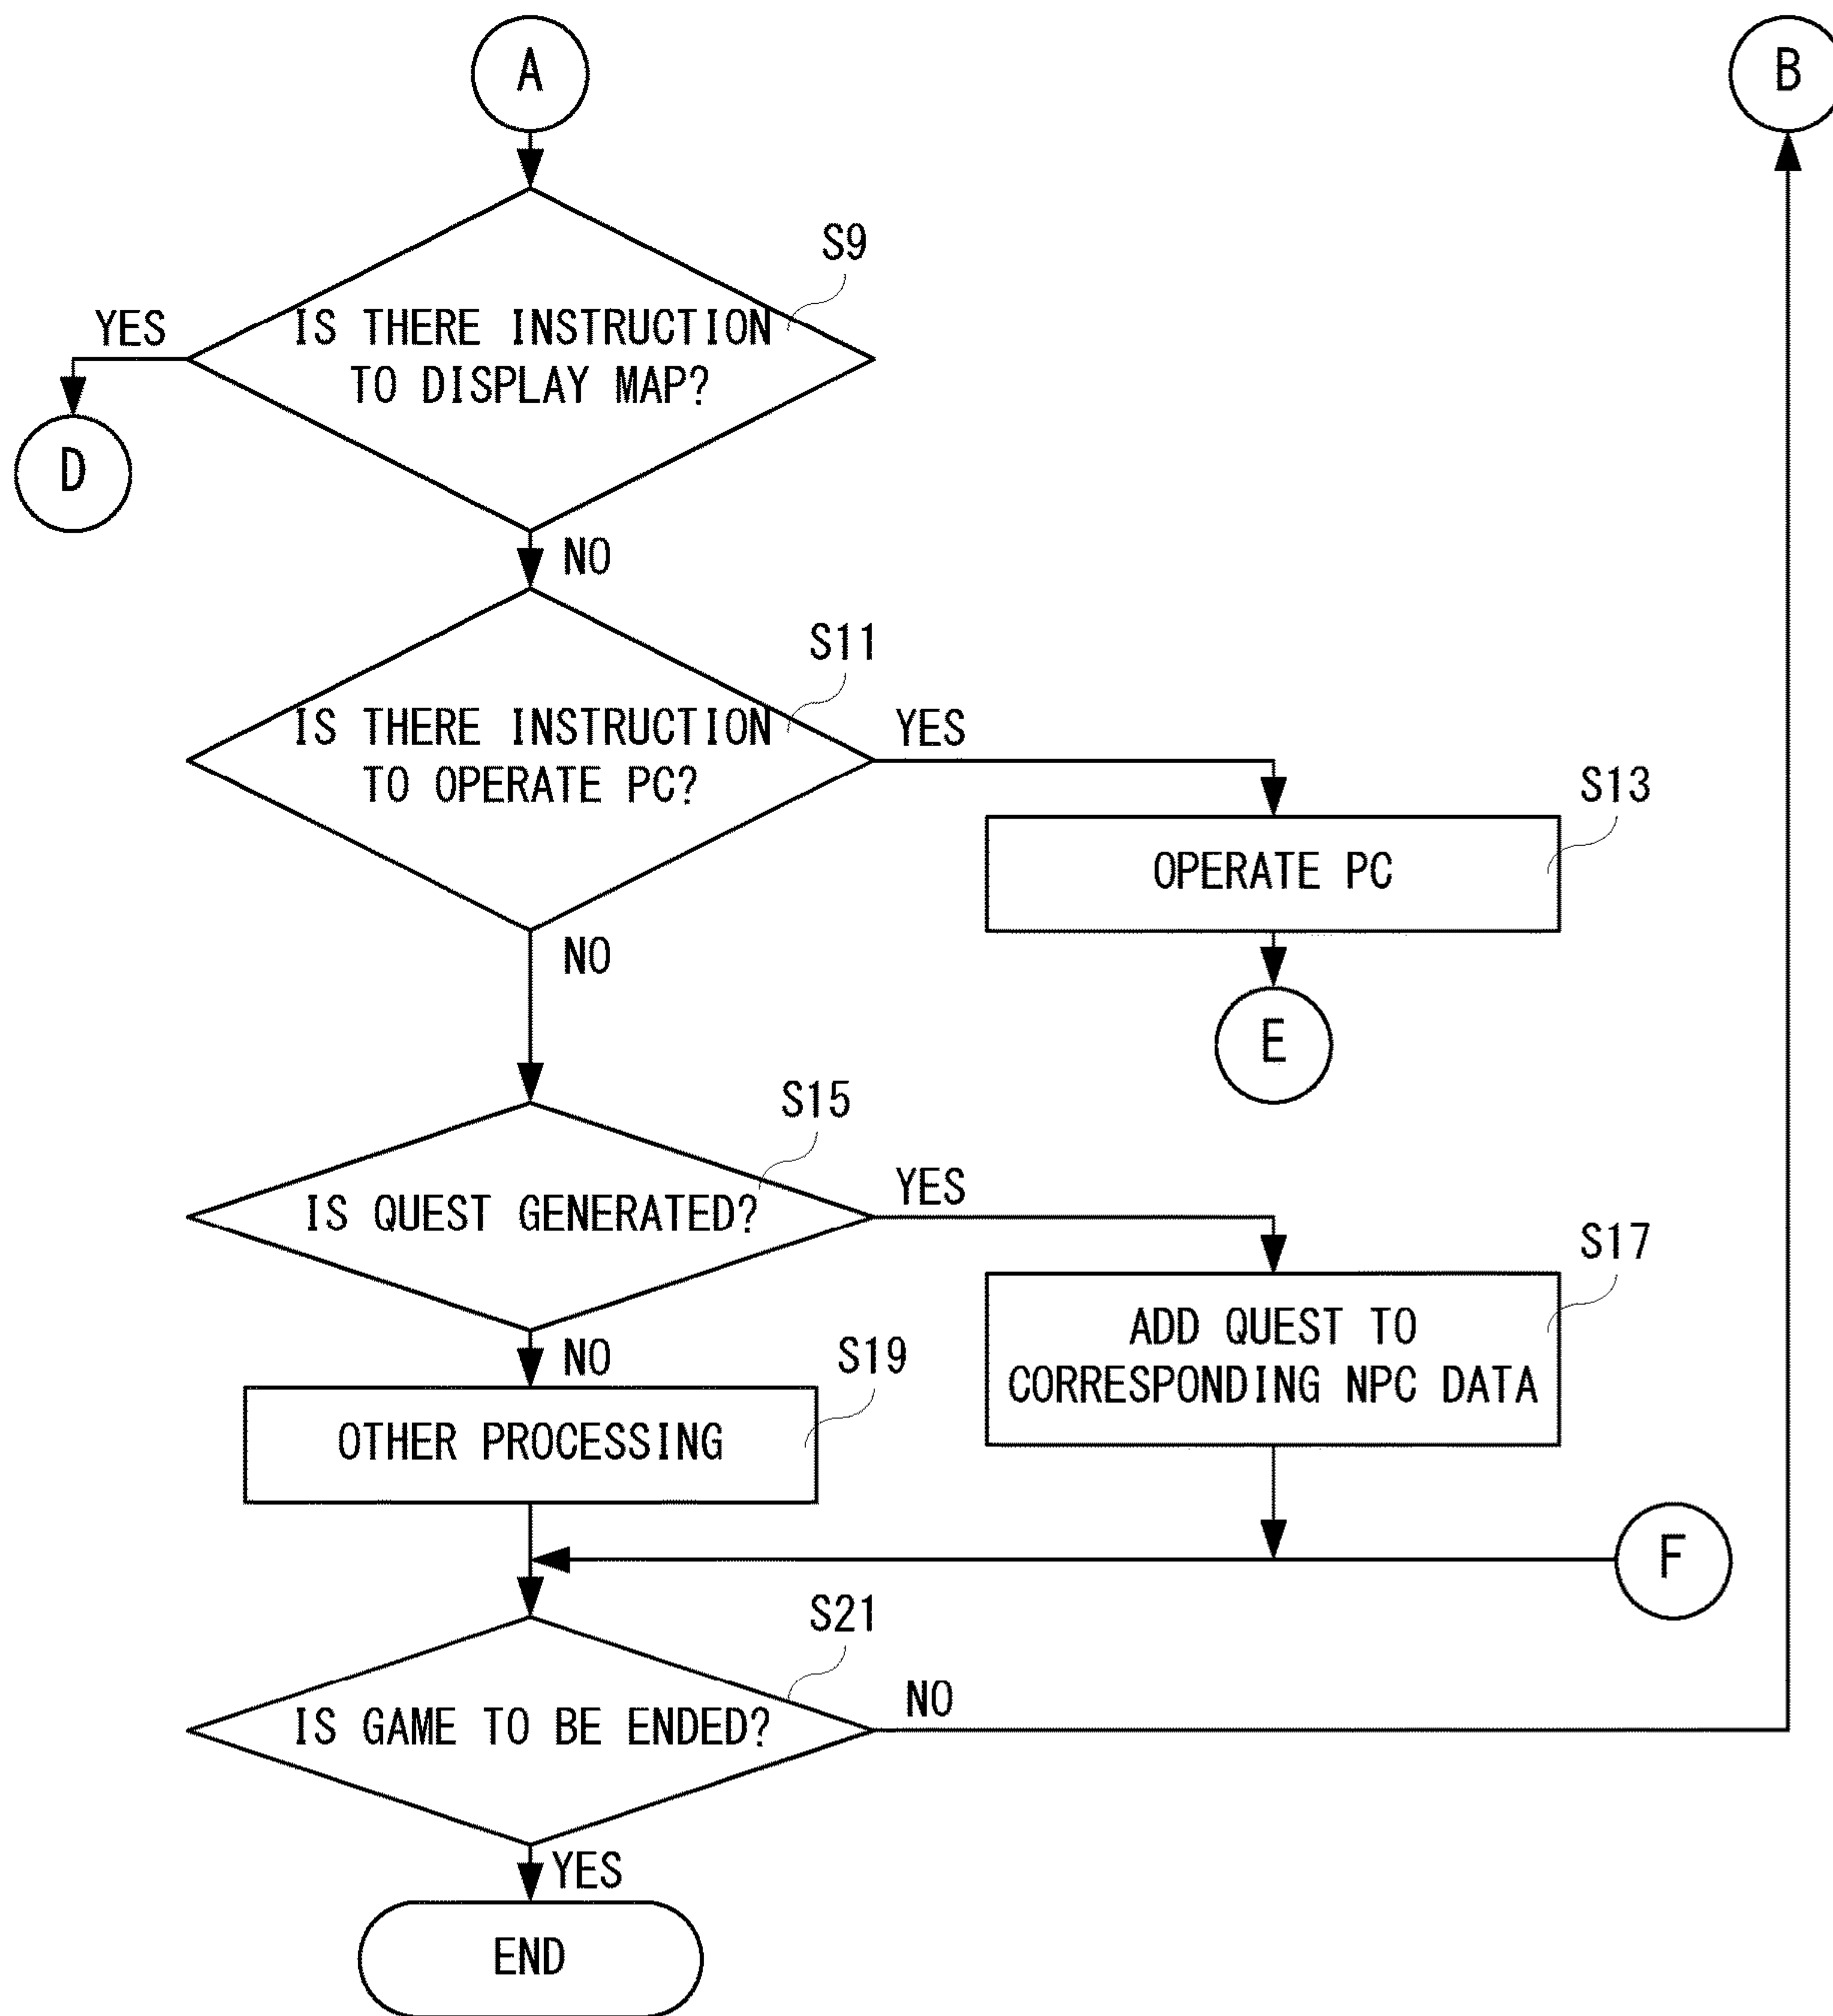 A
B
S9
YES
IS THERE INSTRUCTION
TO DISPLAY MAP?
D
NO
S11
IS THERE INSTRUCTION
TO OPERATE PC?
YES
S13
OPERATE PC
NO
E
S15
IS QUEST GENERATED?
YES
S17
ADD QUEST TO
CORRESPONDING NPC DATA
NO
S19
OTHER PROCESSING
F
S21
IS GAME TO BE ENDED?
NO
YES
END